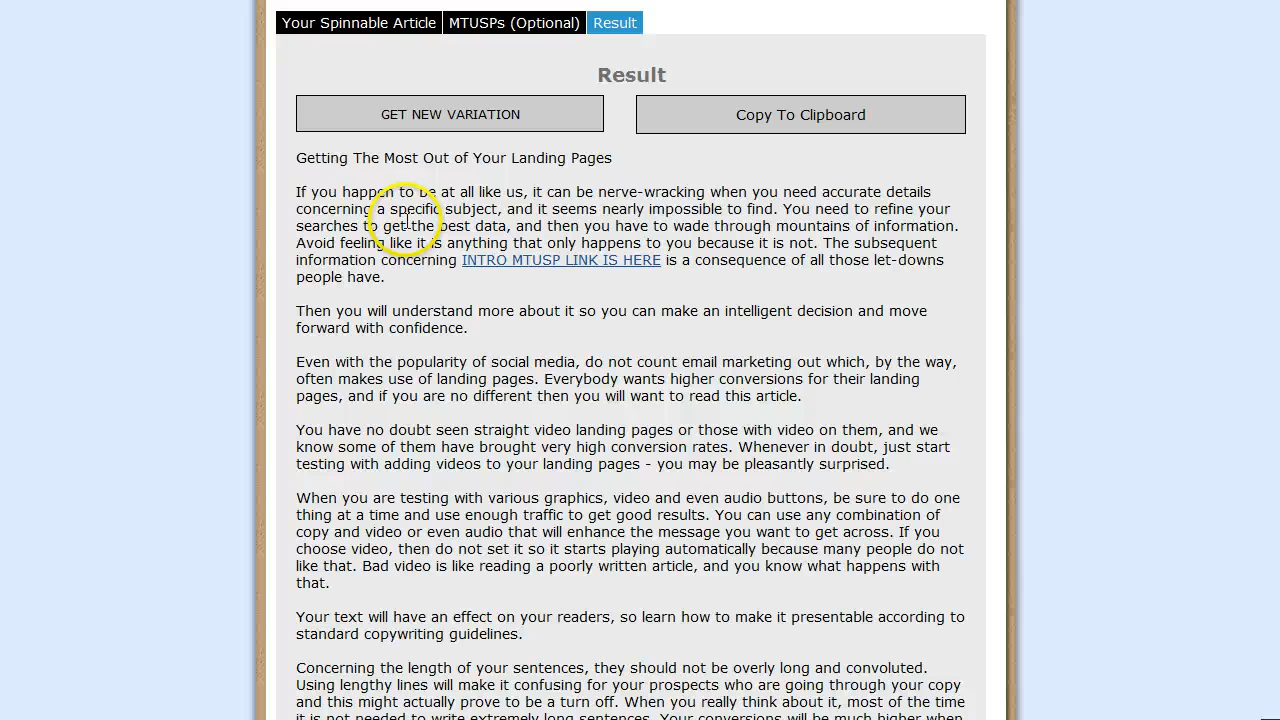 Your Spinnable Article
MTUSPs (Optional)
Result
Result
GET NEW VARIATION
Copy To Clipboard
Getting The Most Out of Your Landing Pages
If you happen to be at all like us, it can be nerve-wracking when you need accurate details
concerning a specific subject, and it seems nearly impossible to find. You need to refine your
searches to get the best data, and then you have to wade through mountains of information.
Avoid feeling like it is anything that only happens to you because it is not. The subsequent
information concerning INTRO MTUSP LINK IS HERE is a consequence of all those let-downs
people have.
Then you will understand more about it so you can make an intelligent decision and move
forward with confidence.
Even with the popularity of social media, do not count email marketing out which, by the way,
often makes use of landing pages. Everybody wants higher conversions for their landing
pages, and if you are no different then you will want to read this article.
You have no doubt seen straight video landing pages or those with video on them, and we
know some of them have brought very high conversion rates. Whenever in doubt, just start
testing with adding videos to your landing pages - you may be pleasantly surprised.
When you are testing with various graphics, video and even audio buttons, be sure to do one
thing at a time and use enough traffic to get good results. You can use any combination of
copy and video or even audio that will enhance the message you want to get across. If you
choose video, then do not set it so it starts playing automatically because many people do not
like that. Bad video is like reading a poorly written article, and you know what happens with
that.
Your text will have an effect on your readers, so learn how to make it presentable according to
standard copywriting guidelines.
Concerning the length of your sentences, they should not be overly long and convoluted.
Using lengthy lines will make it confusing for your prospects who are going through your copy
and this might actually prove to be a turn off. When you really think about it, most of the time
it is not needed to write extremely long sentences. Your conversions will be much higher when